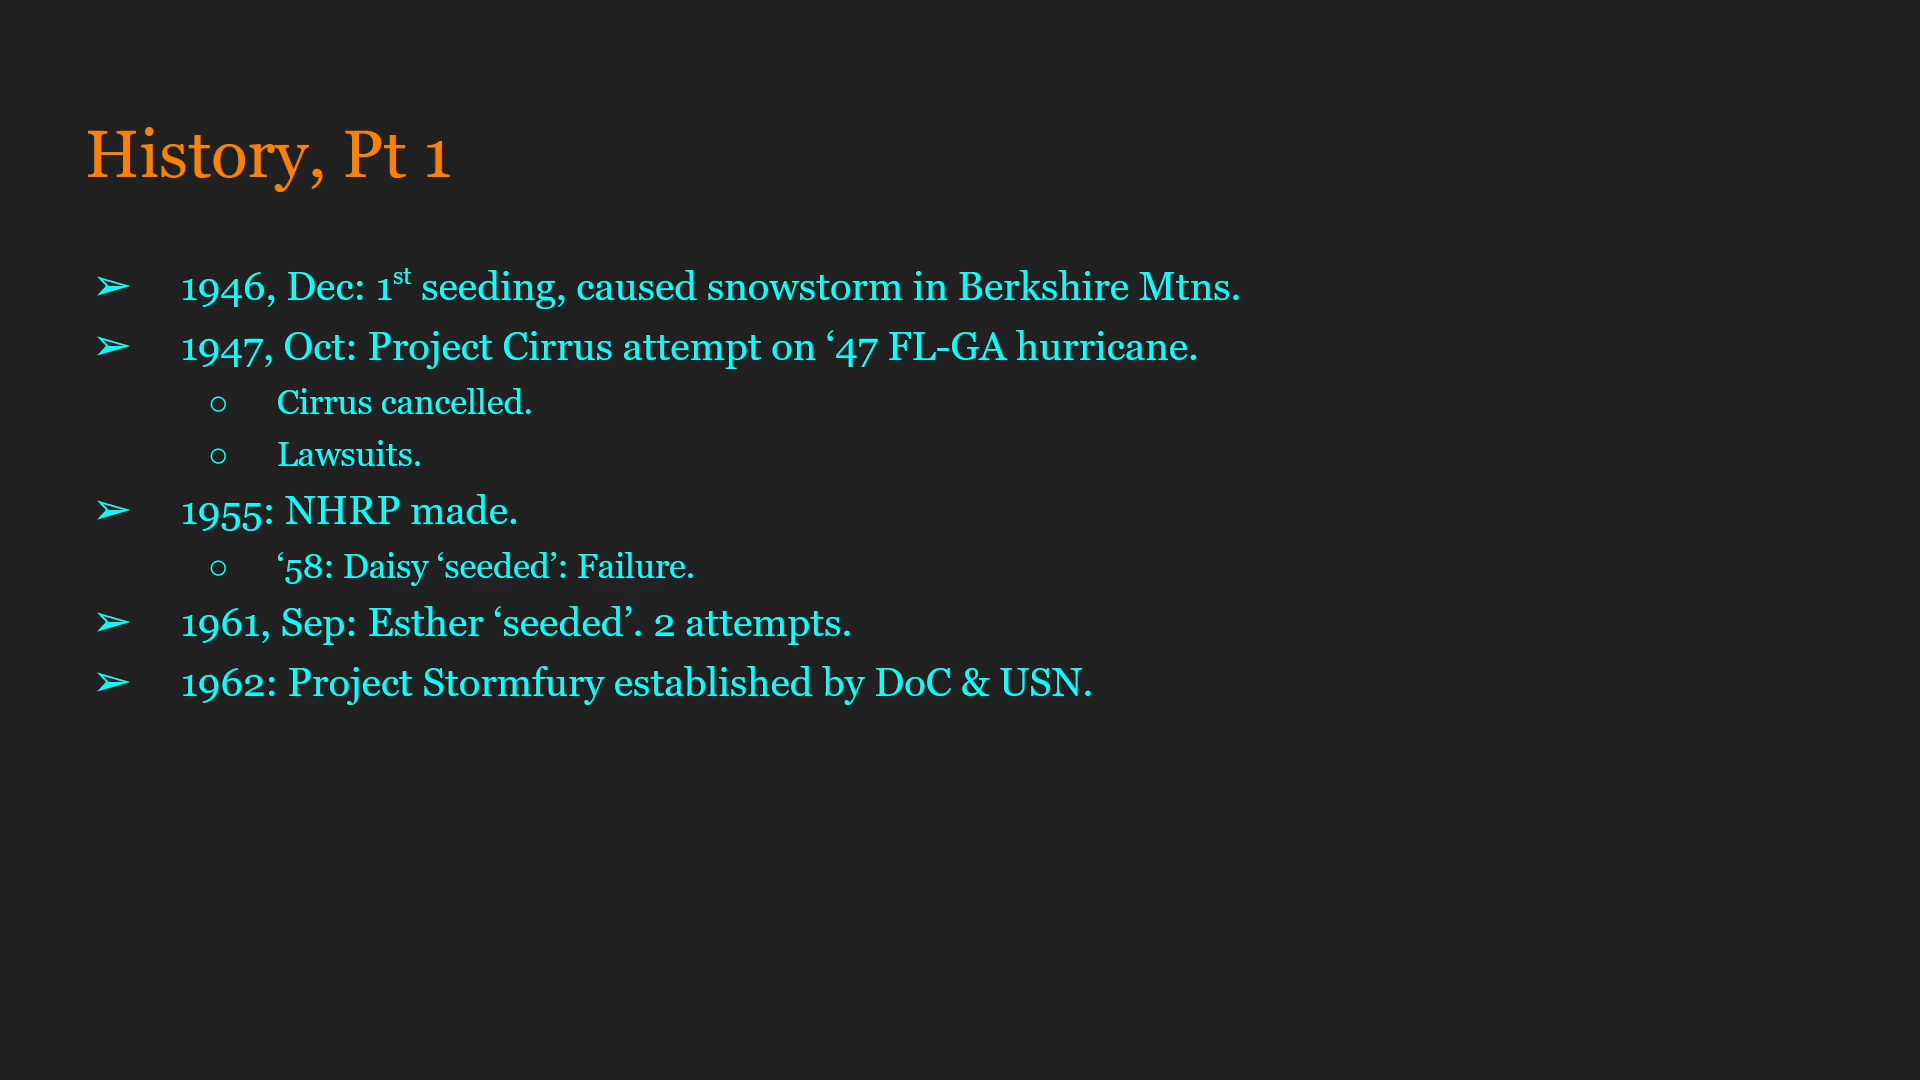 History, Pt 1
➢ 1946, Dec: 1st seeding, caused snowstorm in Berkshire Mtns.
➢ 1947, Oct: Project Cirrus attempt on ‘47 FL-GA hurricane.
○ Cirrus cancelled.
○ Lawsuits.
➢ 1955: NHRP made.
○ ‘58: Daisy ‘seeded’: Failure.
➢ 1961, Sep: Esther ‘seeded’. 2 attempts.
➢ 1962: Project Stormfury established by DoC & USN.